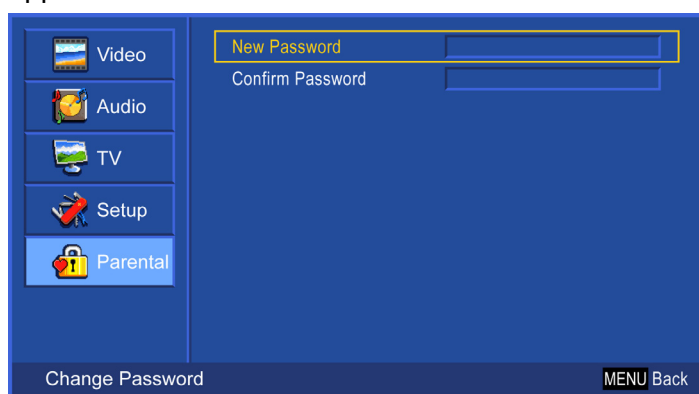 Video
Audio
TV
Setup
Parental
New Password
Confirm Password
Change Password
MENU Back